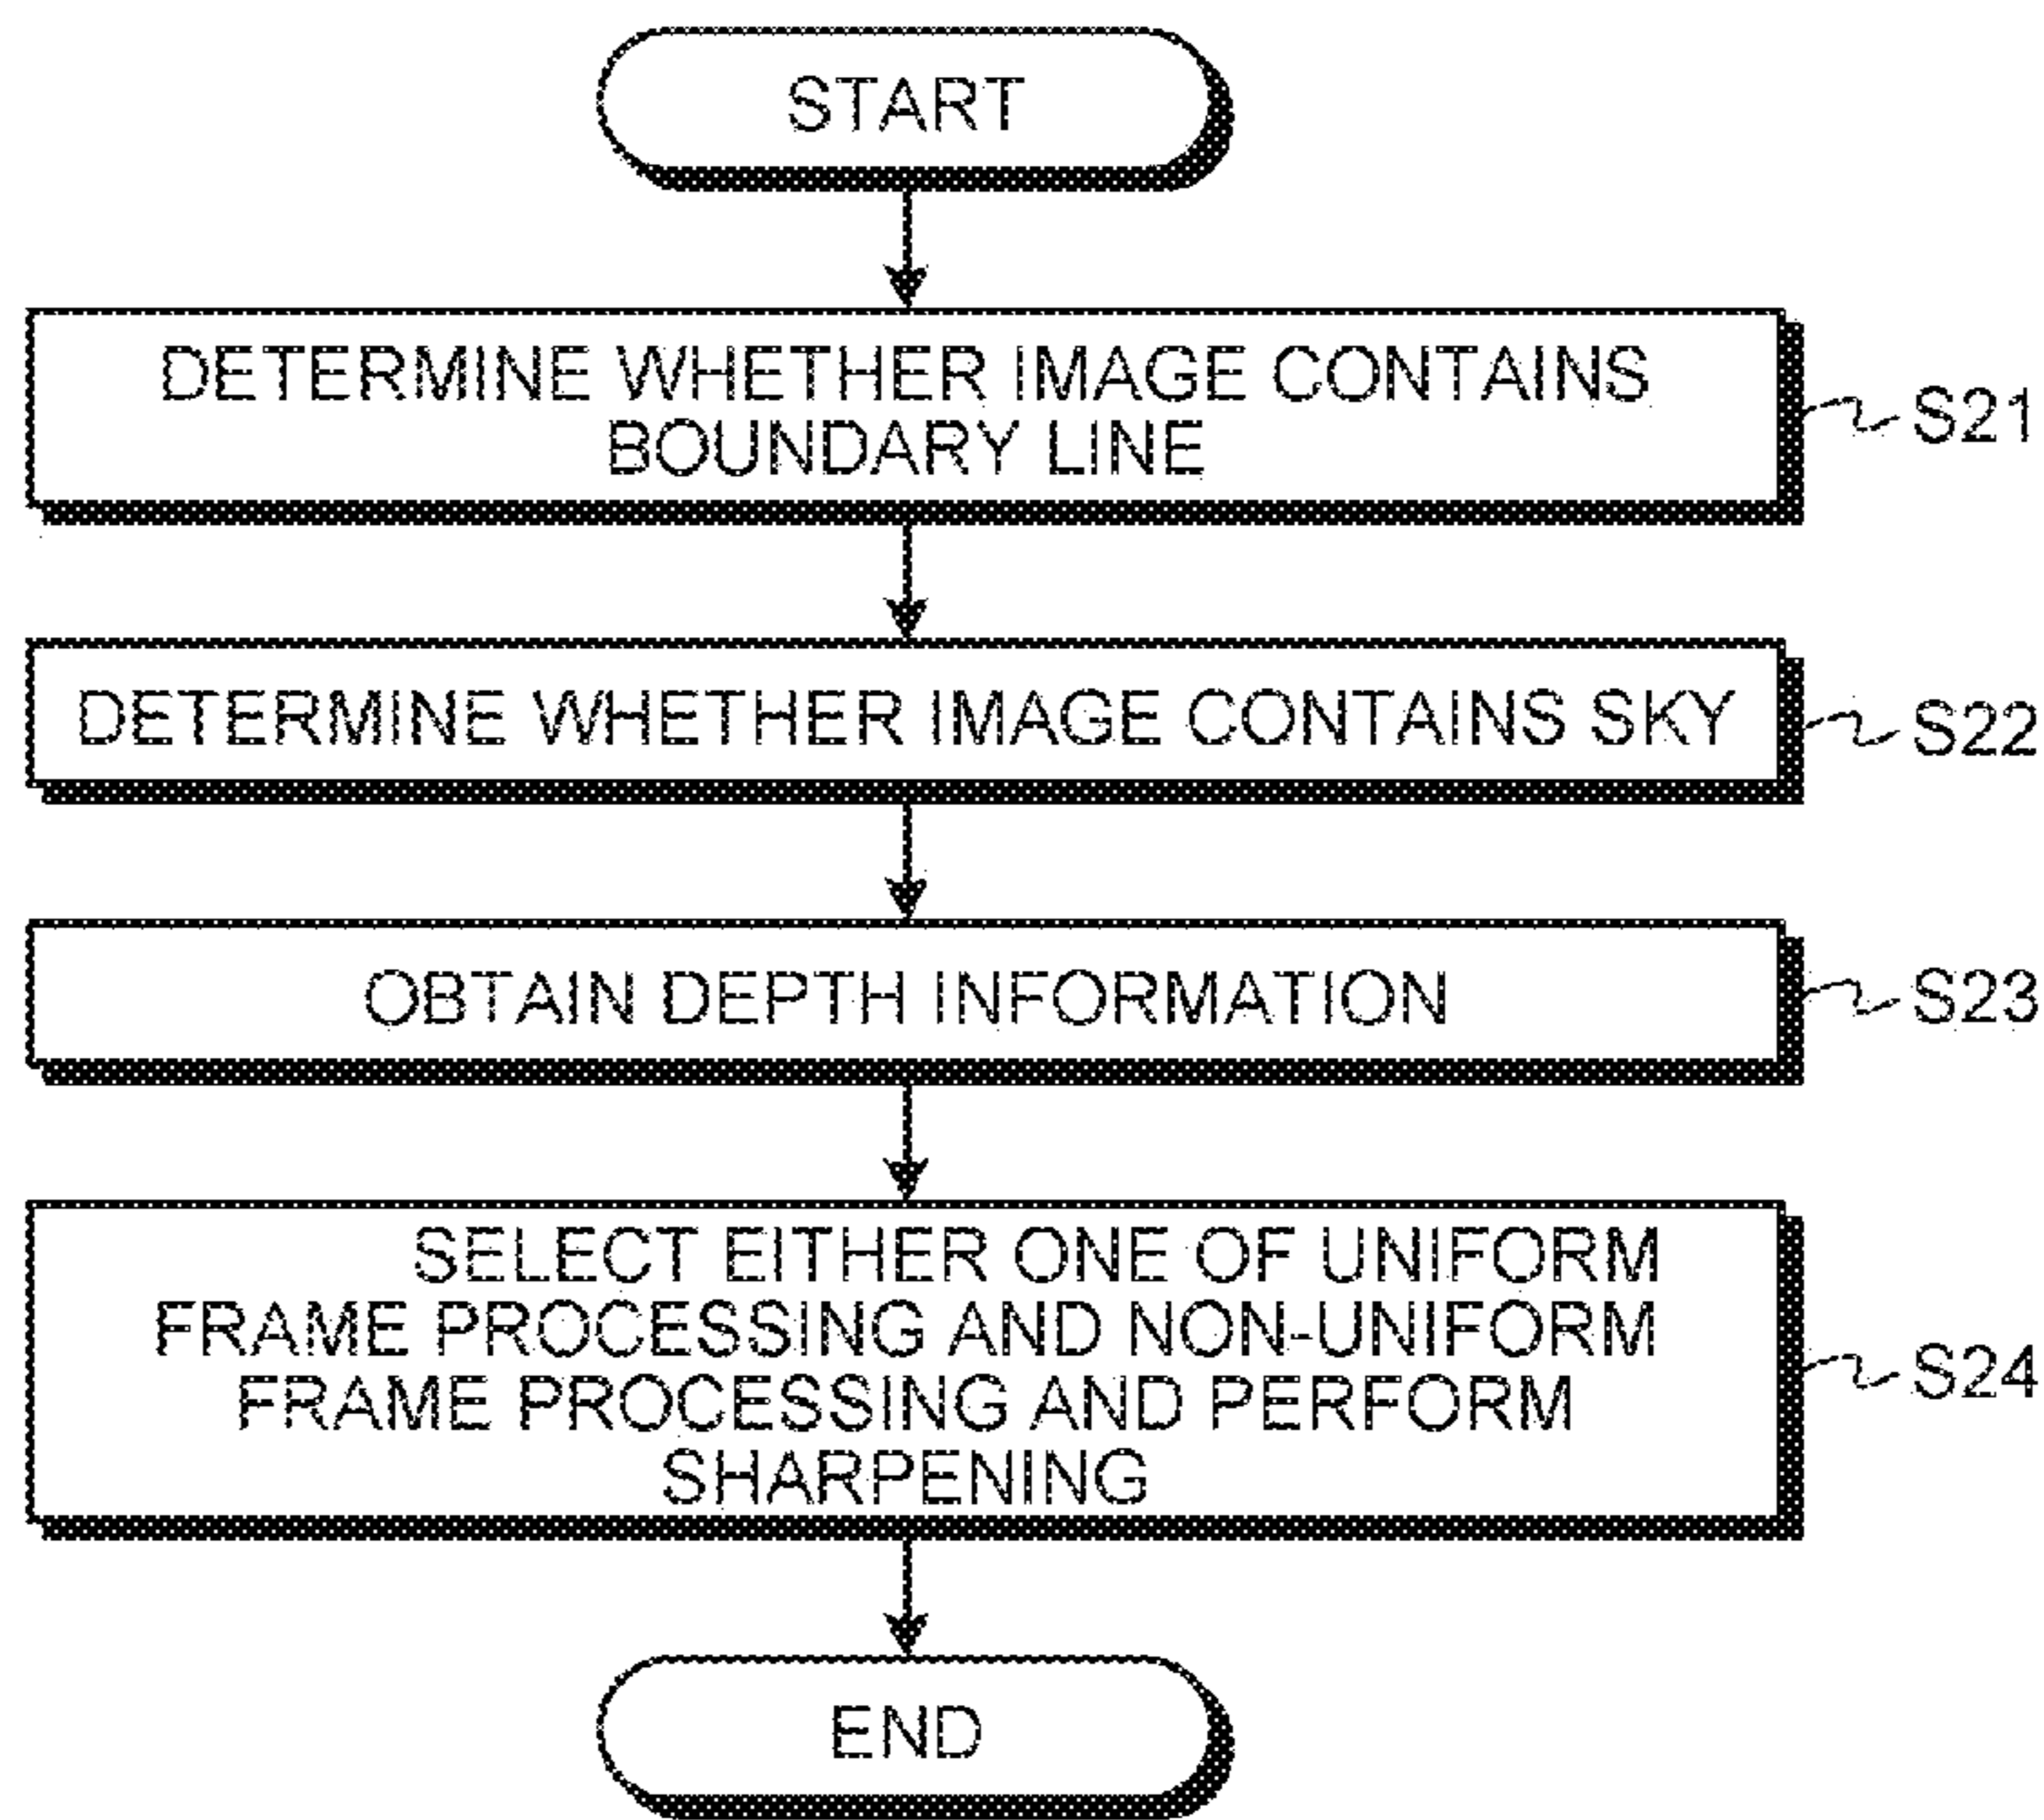 START
DETERMINE WHETHER IMAGE CONTAINS
BOUNDARY LINE
S21
DETERMINE WHETHER IMAGE CONTAINS SKY
S22
OBTAIN DEPTH INFORMATION
S23
SELECT EITHER ONE OF UNIFORM
FRAME PROCESSING AND NON-UNIFORM
FRAME PROCESSING AND PERFORM
SHARPENING
S24
END